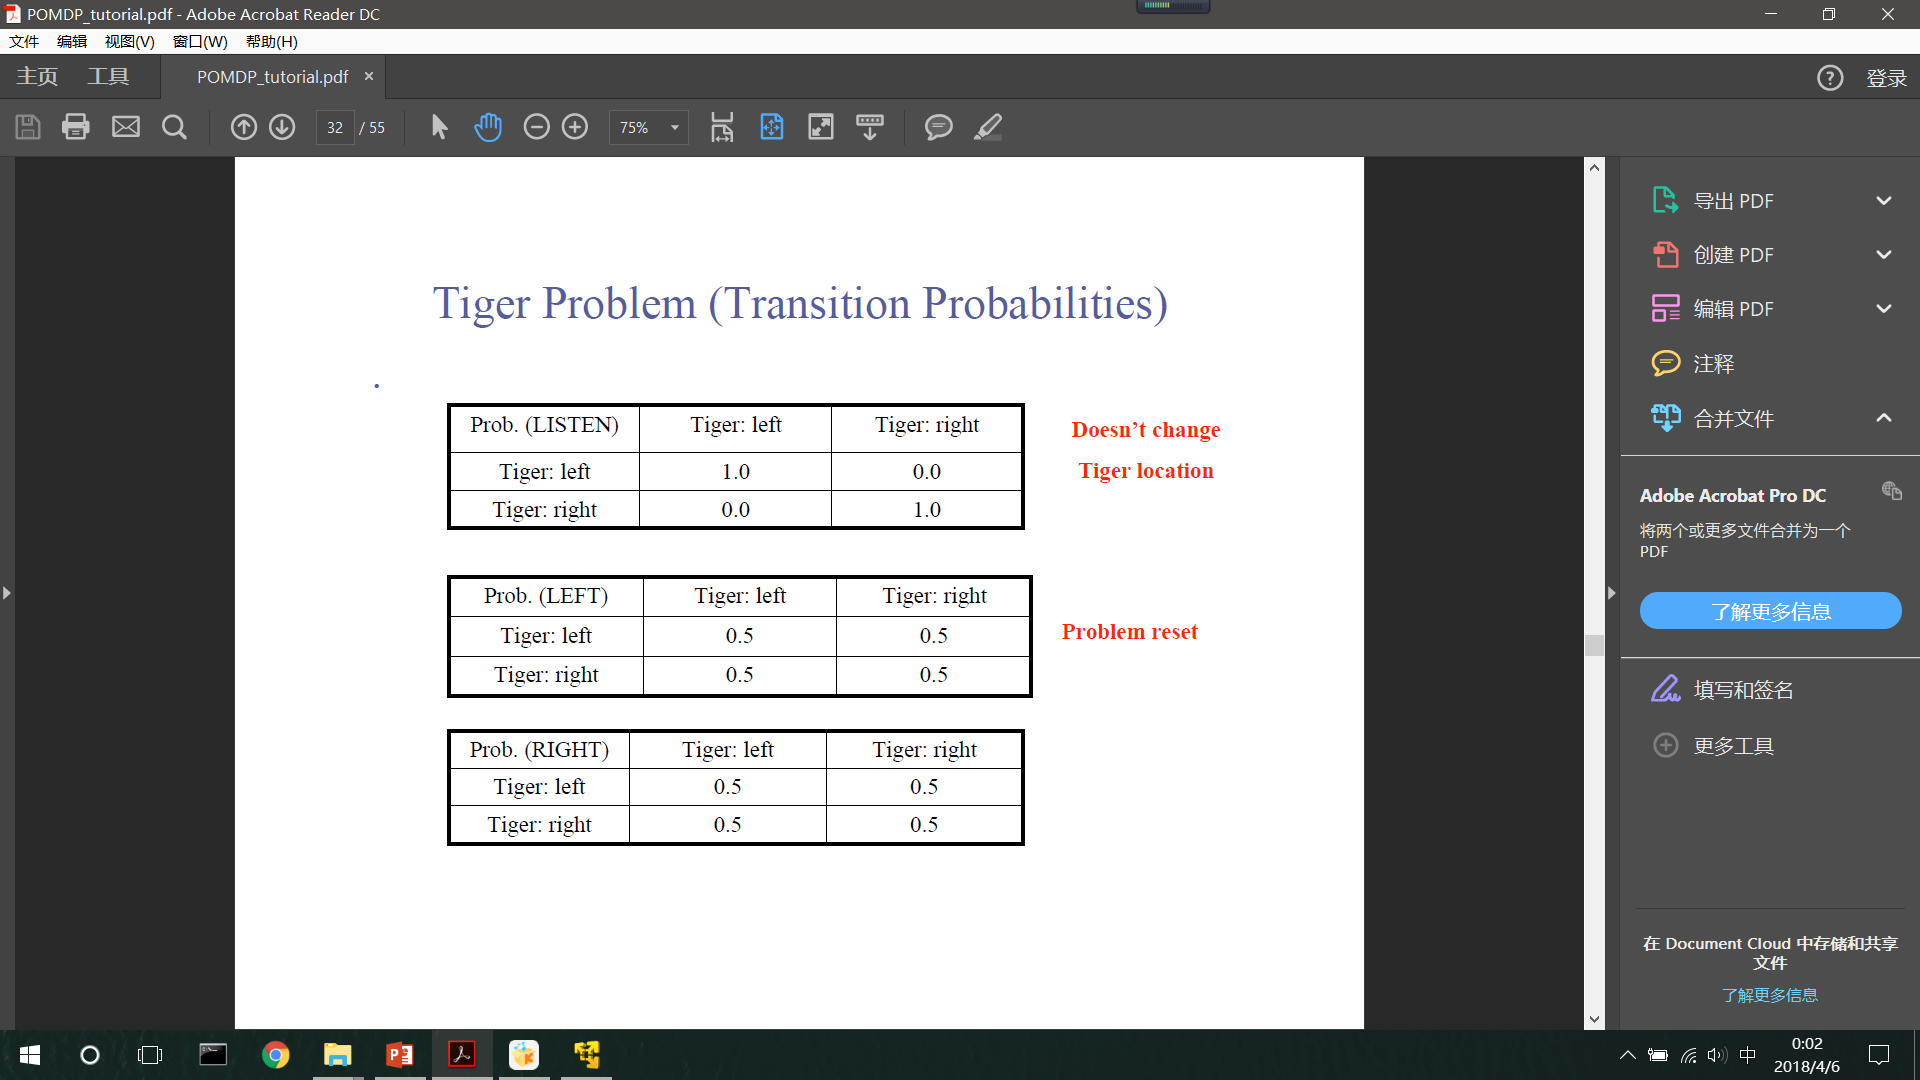 POMDP_tutorial.pdf - Adobe Acrobat Reader DC
文件 编辑 视图(V) 窗口(W) 帮助(H)
主页 工具 POMDP_tutorial.pdf × ? 登录
32 / 55 75%
Tiger Problem (Transition Probabilities)
Prob. (LISTEN) Tiger: left Tiger: right
Tiger: left 1.0 0.0
Tiger: right 0.0 1.0
Doesn’t change
Tiger location
Prob. (LEFT) Tiger: left Tiger: right
Tiger: left 0.5 0.5
Tiger: right 0.5 0.5
Problem reset
Prob. (RIGHT) Tiger: left Tiger: right
Tiger: left 0.5 0.5
Tiger: right 0.5 0.5
导出 PDF
创建 PDF
编辑 PDF
注释
合并文件
Adobe Acrobat Pro DC
将两个或更多文件合并为一个
PDF
了解更多信息
填写和签名
更多工具
在 Document Cloud 中存储和共享
文件
了解更多信息
中
0:02
2018/4/6